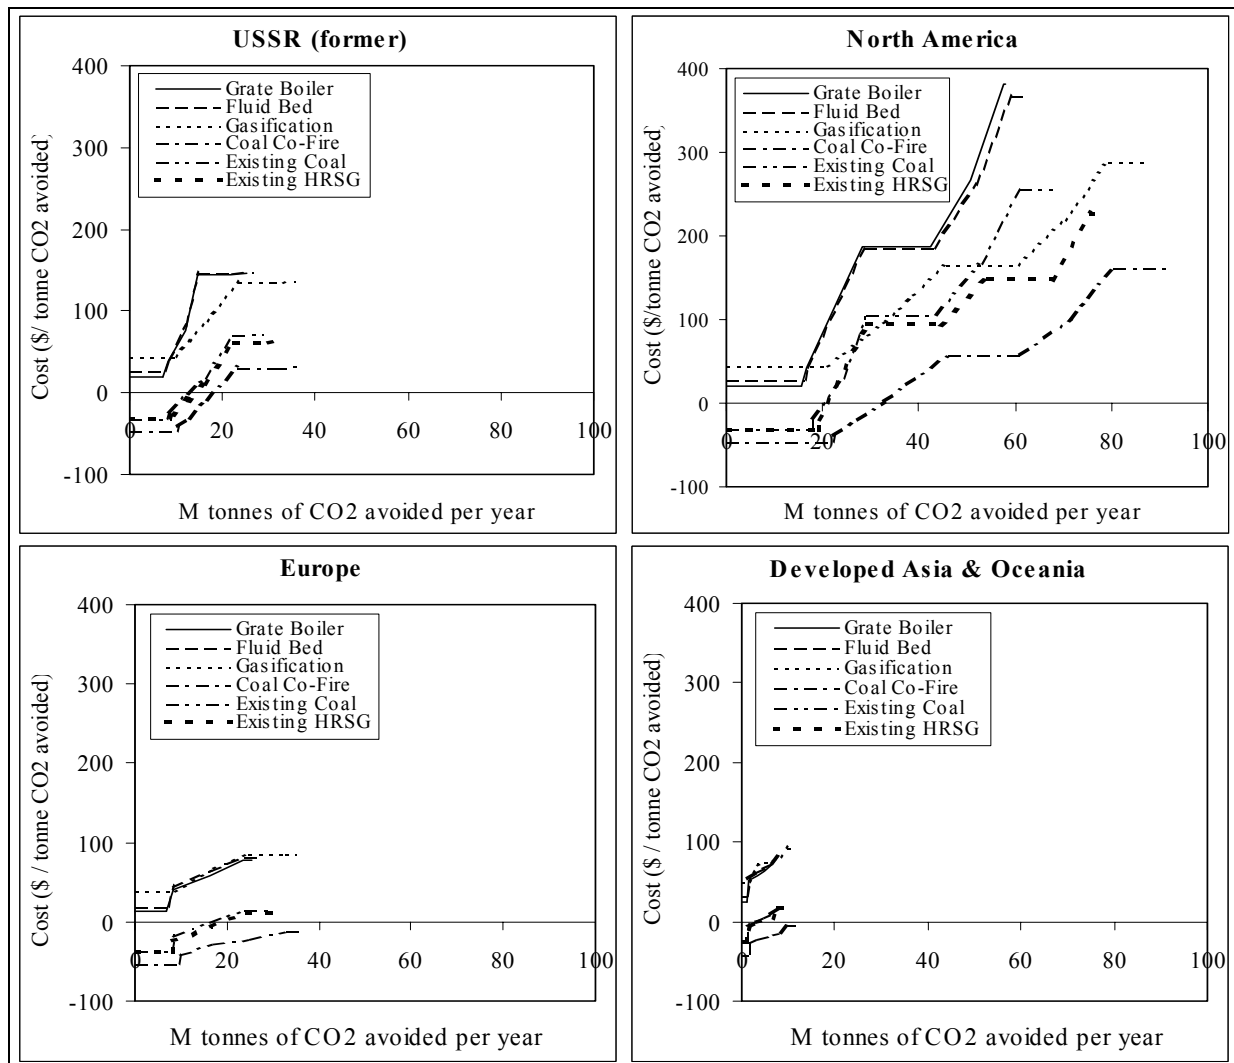 USSR (former)
400
300
200
100
0
-100
0
20
40
60
80
100
Cost ($/ tonne CO2 avoided)
M tonnes of CO2 avoided per year
Grate Boiler
Fluid Bed
Gasification
Coal Co-Fire
Existing Coal
Existing HRSG
North America
400
300
200
100
0
-100
0
20
40
60
80
100
Cost ($/tonne CO2 avoided)
M tonnes of CO2 avoided per year
Grate Boiler
Fluid Bed
Gasification
Coal Co-Fire
Existing Coal
Existing HRSG
Europe
400
300
200
100
0
-100
0
20
40
60
80
100
Cost ($ / tonne CO2 avoided)
M tonnes of CO2 avoided per year
Grate Boiler
Fluid Bed
Gasification
Coal Co-Fire
Existing Coal
Existing HRSG
Developed Asia & Oceania
400
300
200
100
0
-100
0
20
40
60
80
100
Cost ($ / tonne CO2 avoided)
M tonnes of CO2 avoided per year
Grate Boiler
Fluid Bed
Gasification
Coal Co-Fire
Existing Coal
Existing HRSG